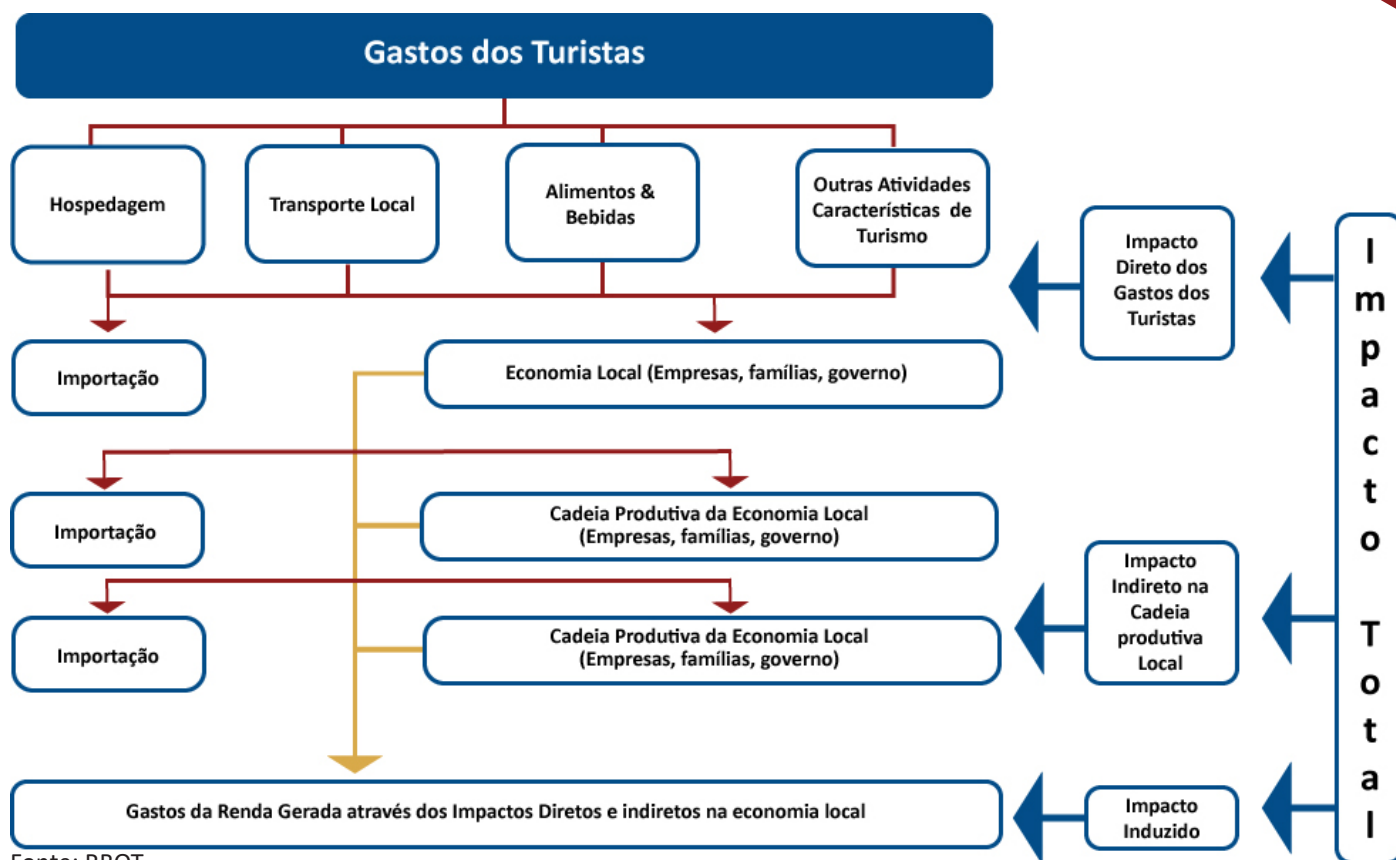 Gastos dos Turistas
Hospedagem
Transporte Local
Alimentos &
Bebidas
Outras Atividades
Características de
Turismo
Impacto
Direto dos
Gastos dos
Turistas
Importação
Economia Local (Empresas, famílias, governo)
Importação
Cadeia Produtiva da Economia Local
(Empresas, famílias, governo)
Importação
Cadeia Produtiva da Economia Local
(Empresas, famílias, governo)
Impacto
Indireto na
Cadeia
produtiva
Local
Gastos da Renda Gerada através dos Impactos Diretos e indiretos na economia local
Impacto
Induzido
Impacto Total
Fonte: